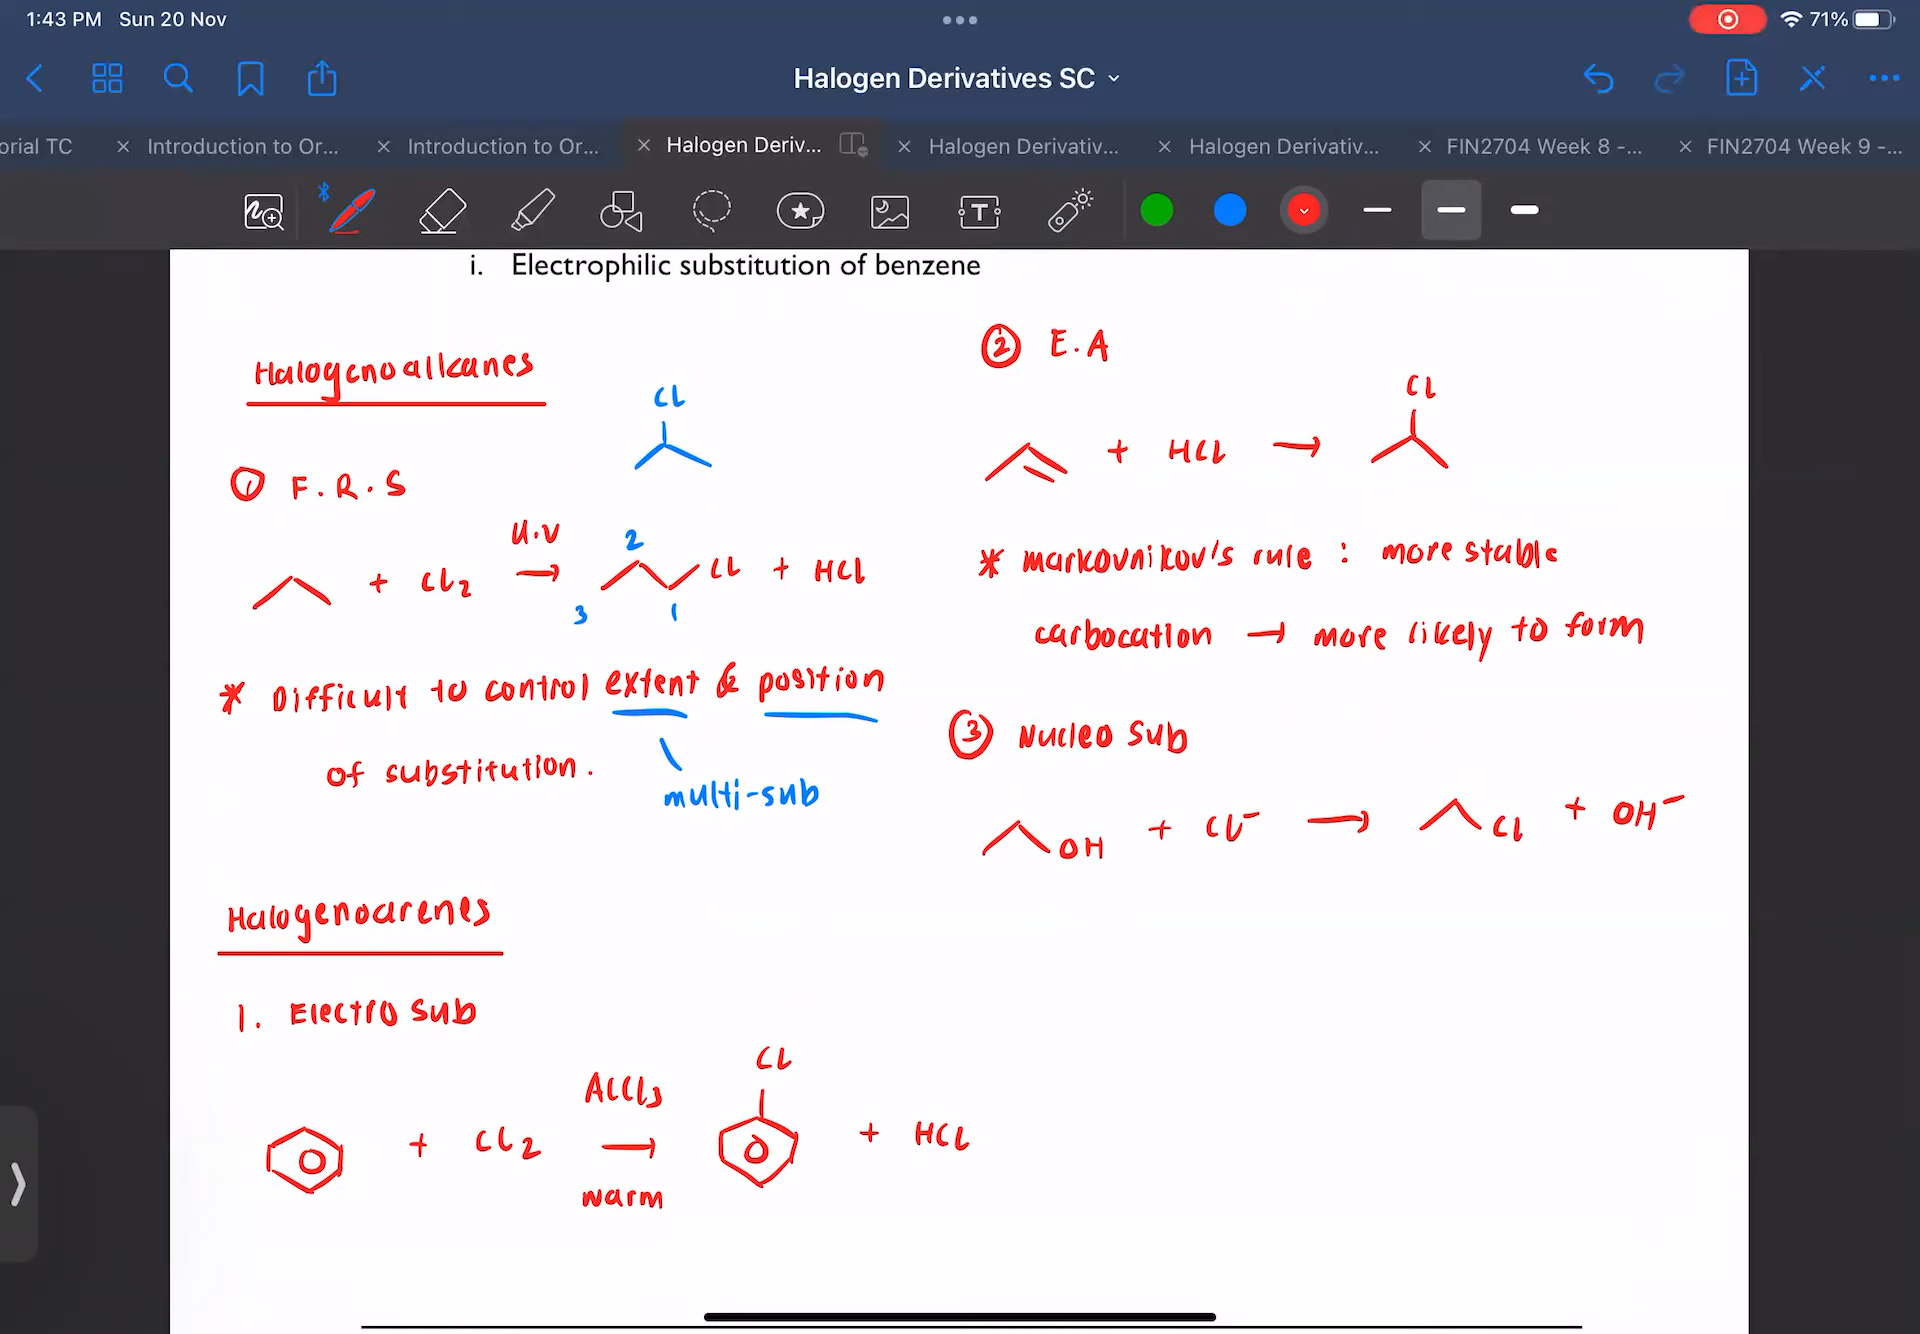 1:43 PM Sun 20 Nov
71%
Halogen Derivatives SC
orial TC
Introduction to Or...
Introduction to Or...
Halogen Deriv...
Halogen Derivativ...
Halogen Derivativ...
FIN2704 Week 8 -...
FIN2704 Week 9 -...
i. Electrophilic substitution of benzene
Halogenoalkanes
Cl
① F.R.S
+ Cl₂
U.V
2
3
1
Cl + HCl
* Difficult to control extent & position
of substitution.
multi-sub
② E.A
+ HCl →
Cl
* Markovnikov's rule : more stable
carbocation → more likely to form
③ Nucleo Sub
OH + Cl⁻ → Cl + OH⁻
Halogenoarenes
1. Electro Sub
+ Cl₂
AlCl₃
→
warm
Cl
+ HCl